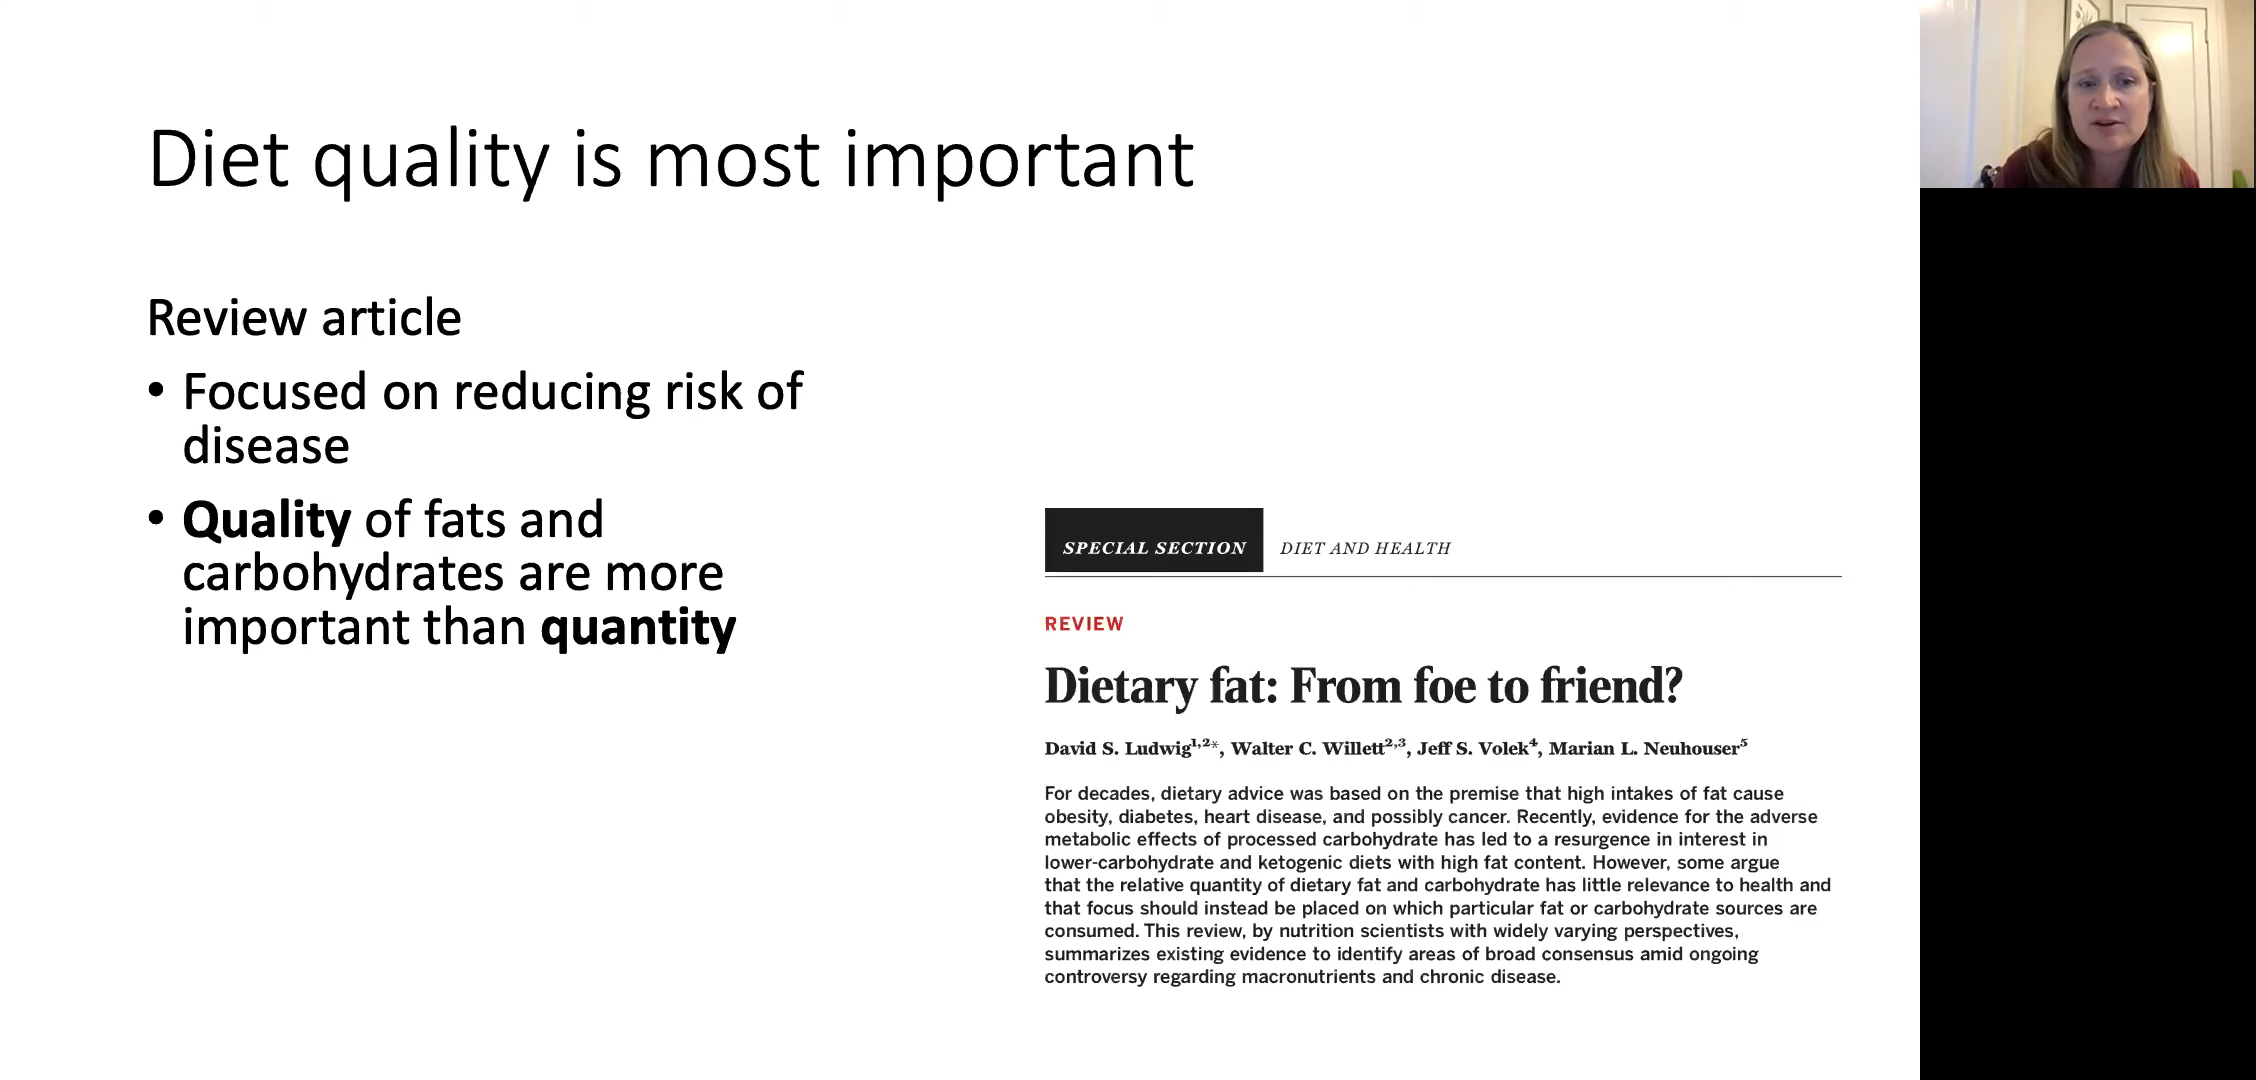 Diet quality is most important
Review article
• Focused on reducing risk of
disease
• Quality of fats and
carbohydrates are more
important than quantity
SPECIAL SECTION DIET AND HEALTH
REVIEW
Dietary fat: From foe to friend?
David S. Ludwig1,2*, Walter C. Willett2,3, Jeff S. Volek4, Marian L. Neuhouser5
For decades, dietary advice was based on the premise that high intakes of fat cause
obesity, diabetes, heart disease, and possibly cancer. Recently, evidence for the adverse
metabolic effects of processed carbohydrate has led to a resurgence in interest in
lower-carbohydrate and ketogenic diets with high fat content. However, some argue
that the relative quantity of dietary fat and carbohydrate has little relevance to health and
that focus should instead be placed on which particular fat or carbohydrate sources are
consumed. This review, by nutrition scientists with widely varying perspectives,
summarizes existing evidence to identify areas of broad consensus amid ongoing
controversy regarding macronutrients and chronic disease.